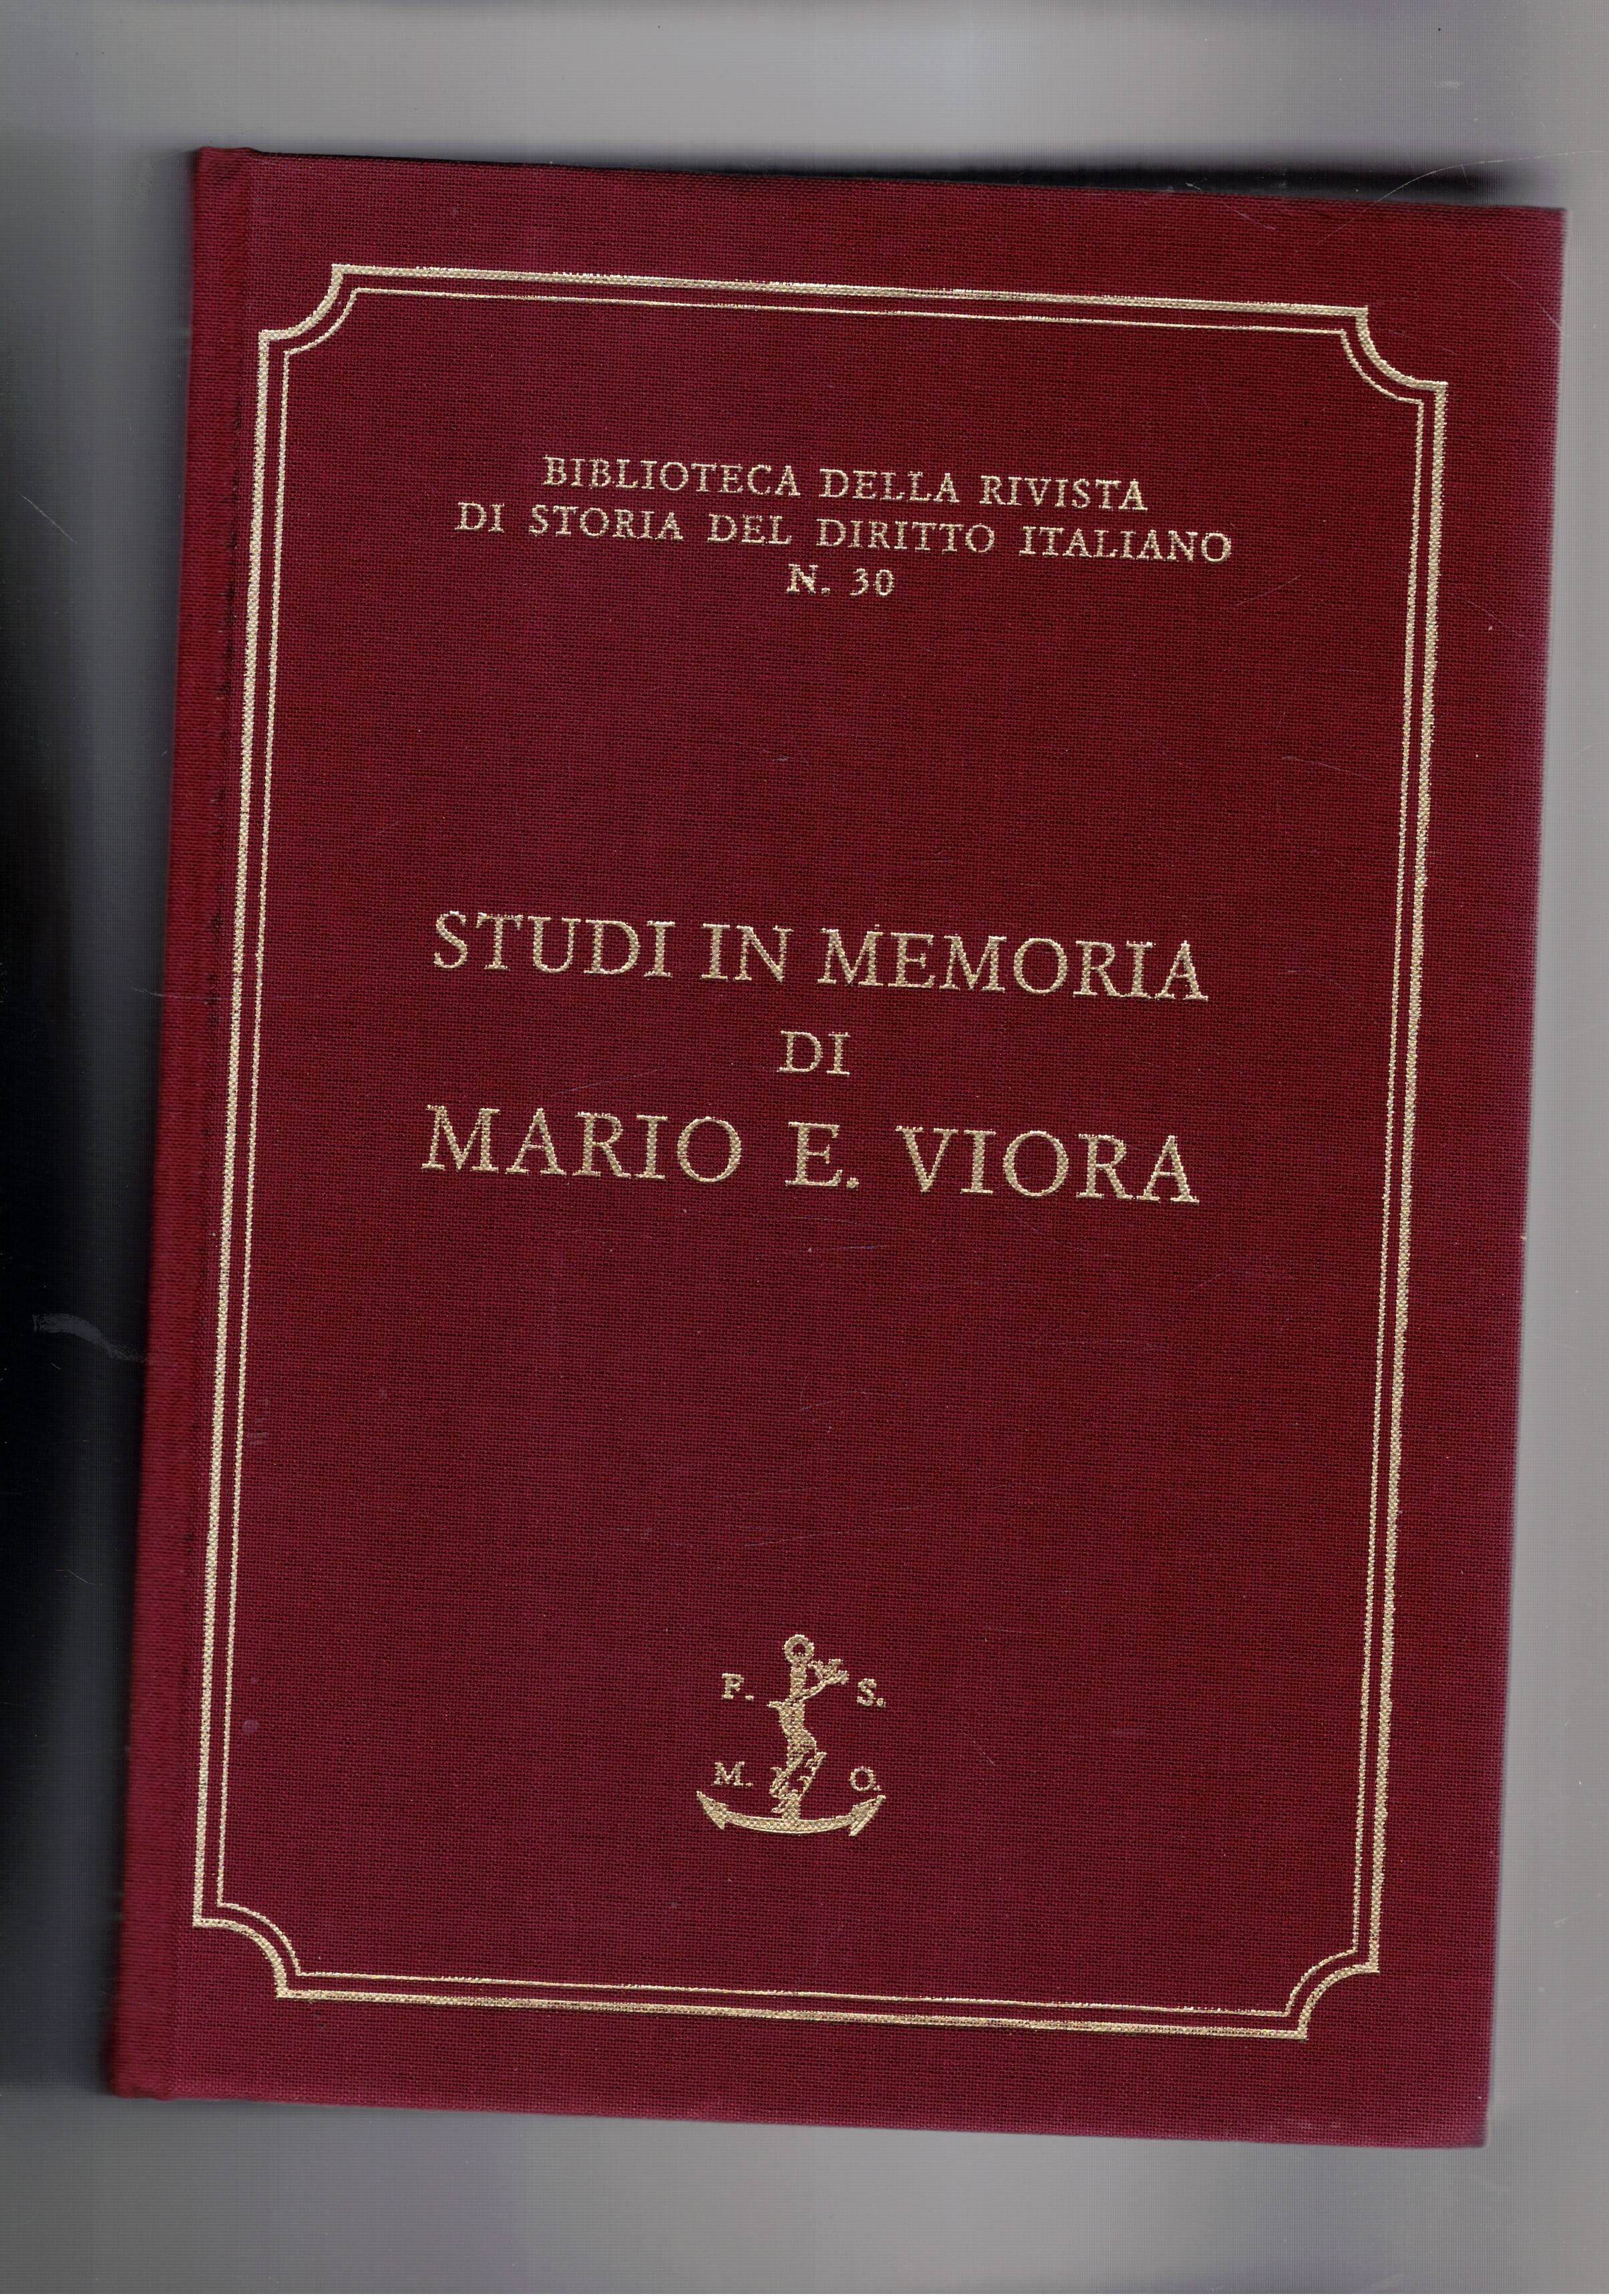 BIBLIOTECA DELLA RIVISTA
DI STORIA DEL DIRITTO ITALIANO
N. 30
STUDI IN MEMORIA
DI
MARIO E. VIORA
F. S.
M. O.